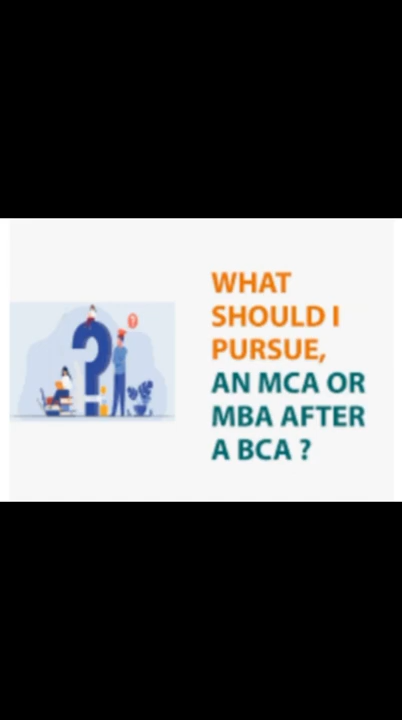 WHAT
SHOULD I
PURSUE,
AN MCA OR
MBA AFTER
A BCA ?
?
?